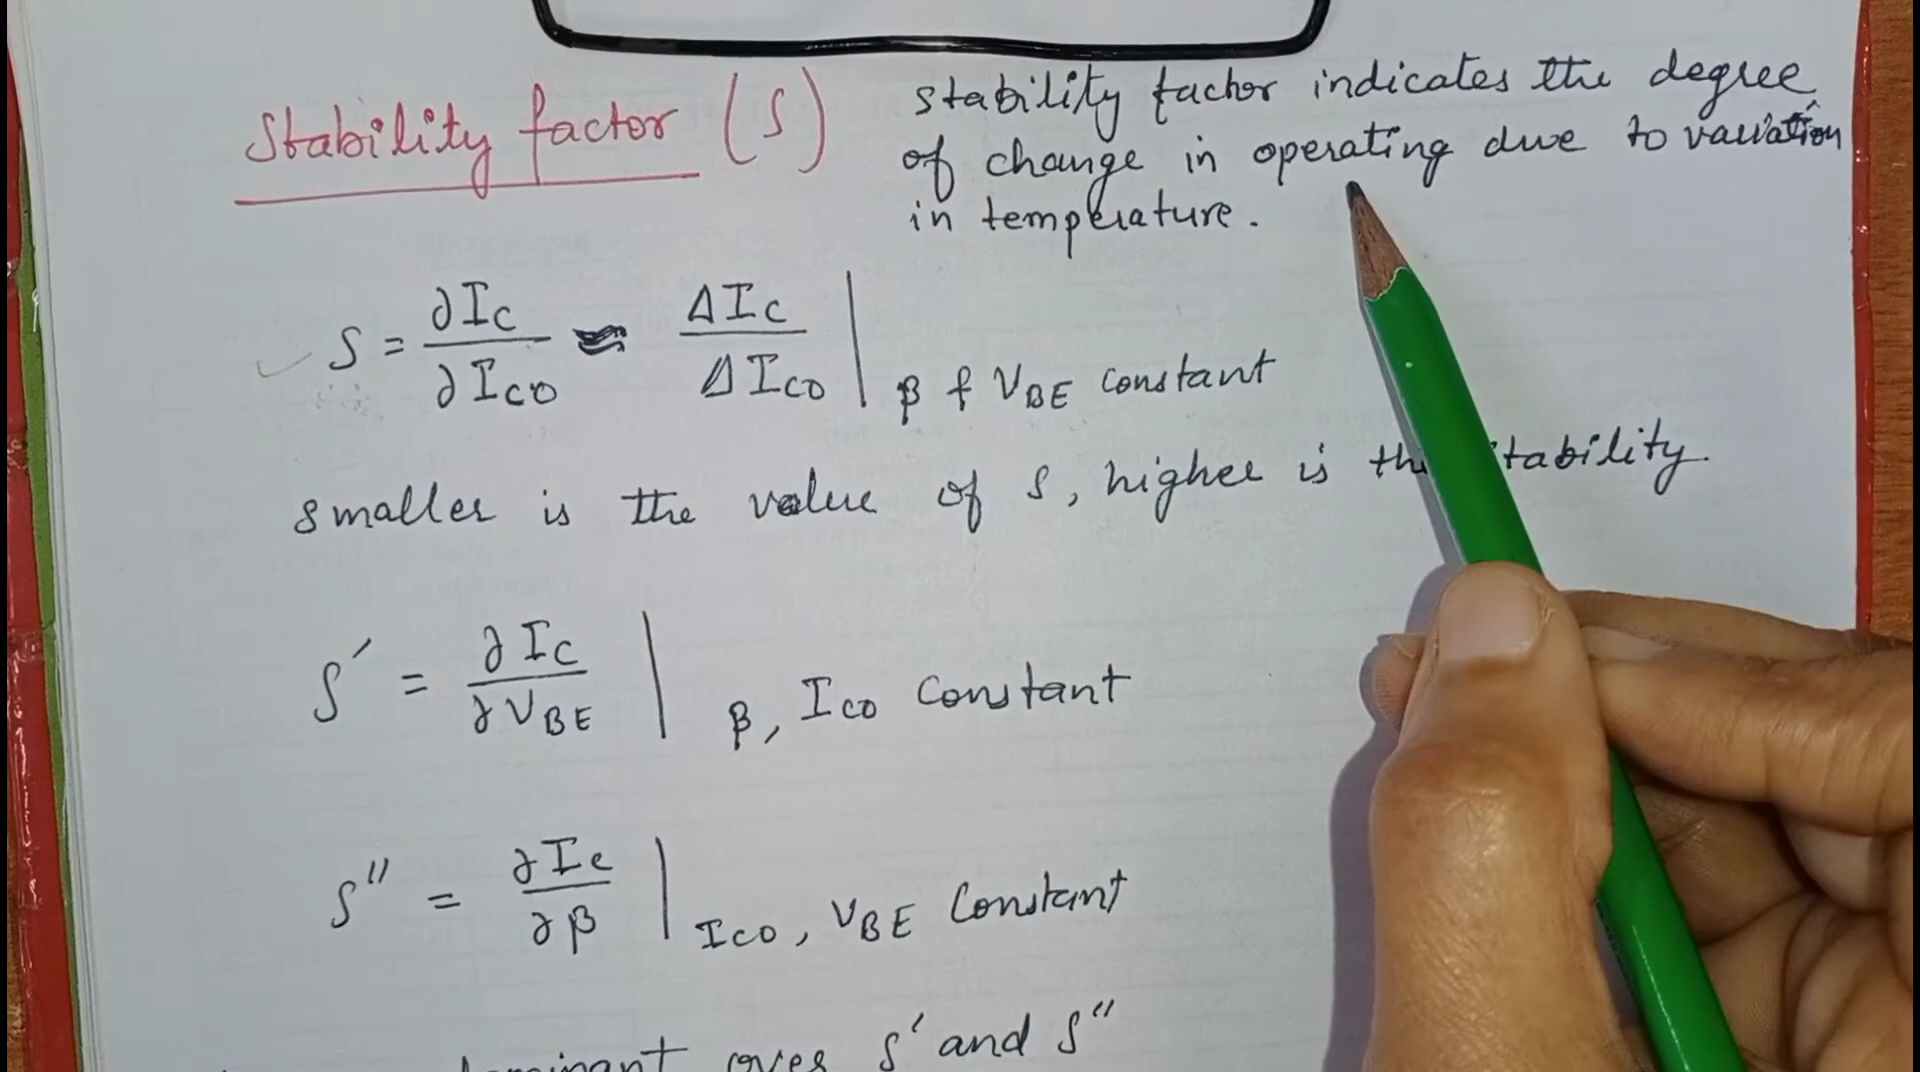 Stability factor (S)
stability factor indicates the degree
of change in operating due to variation
in temperature.
S = ∂IC / ∂ICO ≈ ΔIC / ΔICO | β & VBE constant
smaller is the value of S, higher is the stability.
S′ = ∂IC / ∂VBE | β, ICO constant
S″ = ∂IC / ∂β | ICO, VBE constant
dominant over S′ and S″